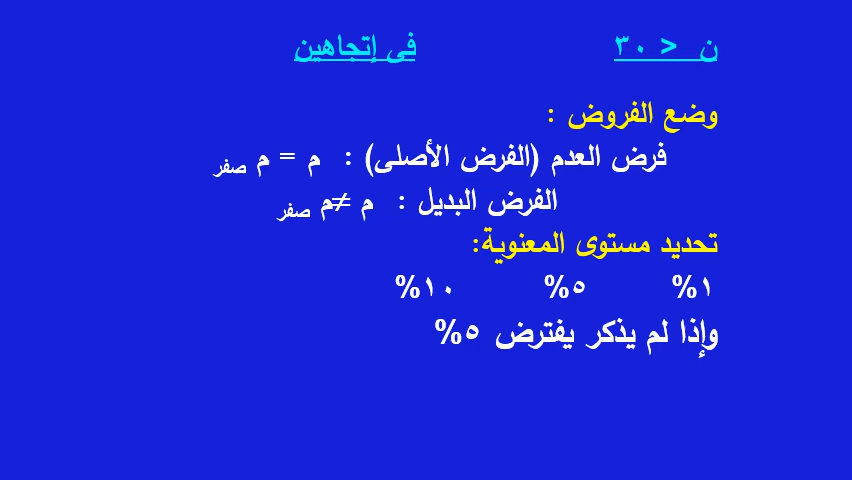 ن > ٣٠ فى إتجاهين
وضع الفروض :
فرض العدم (الفرض الأصلى) : م = م صفر
الفرض البديل : م ≠ م صفر
تحديد مستوى المعنوية:
١% ٥% ١٠%
وإذا لم يذكر يفترض ٥%